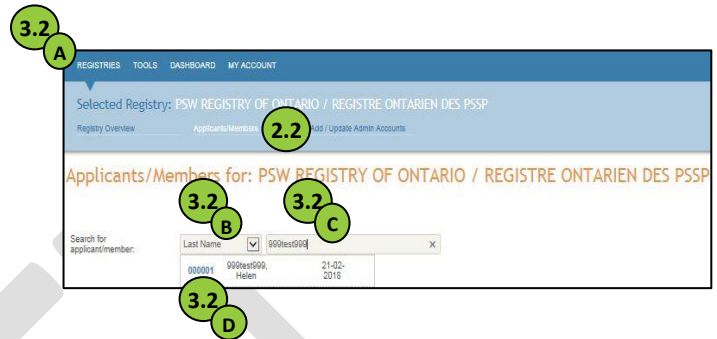 3.2
A
REGISTRIES TOOLS DASHBOARD MY ACCOUNT
Selected Registry: PSW REGISTRY OF ONTARIO / REGISTRE ONTARIEN DES PSSP
Registry Overview Applicants/Members 2.2 Add / Update Admin Accounts
Applicants/Members for: PSW REGISTRY OF ONTARIO / REGISTRE ONTARIEN DES PSSP
3.2 3.2
B C
Search for
applicant/member:
Last Name 999test999 X
000001 999test999, Helen 21-02-2018
3.2
D